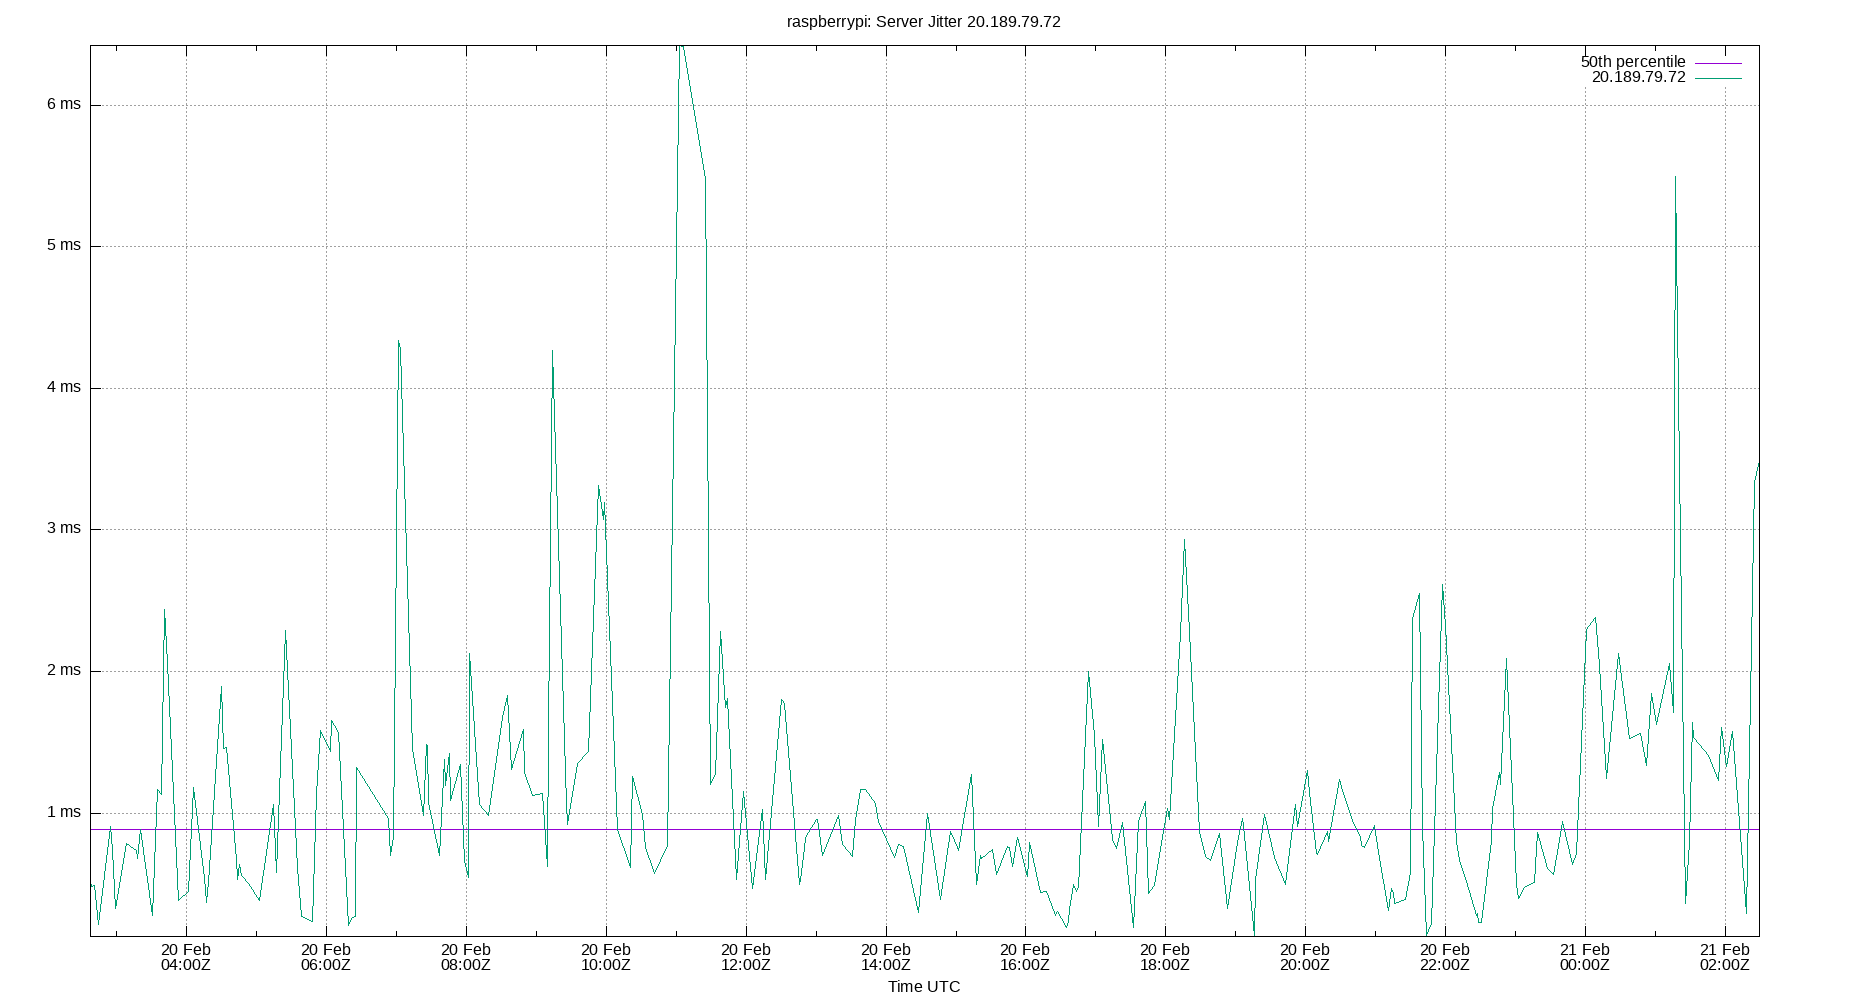 raspberrypi: Server Jitter 20.189.79.72
50th percentile
20.189.79.72
6 ms
5 ms
4 ms
3 ms
2 ms
1 ms
20 Feb 20 Feb 20 Feb 20 Feb 20 Feb 20 Feb 20 Feb 20 Feb 20 Feb 20 Feb 21 Feb 21 Feb
04:00Z 06:00Z 08:00Z 10:00Z 12:00Z 14:00Z 16:00Z 18:00Z 20:00Z 22:00Z 00:00Z 02:00Z
Time UTC